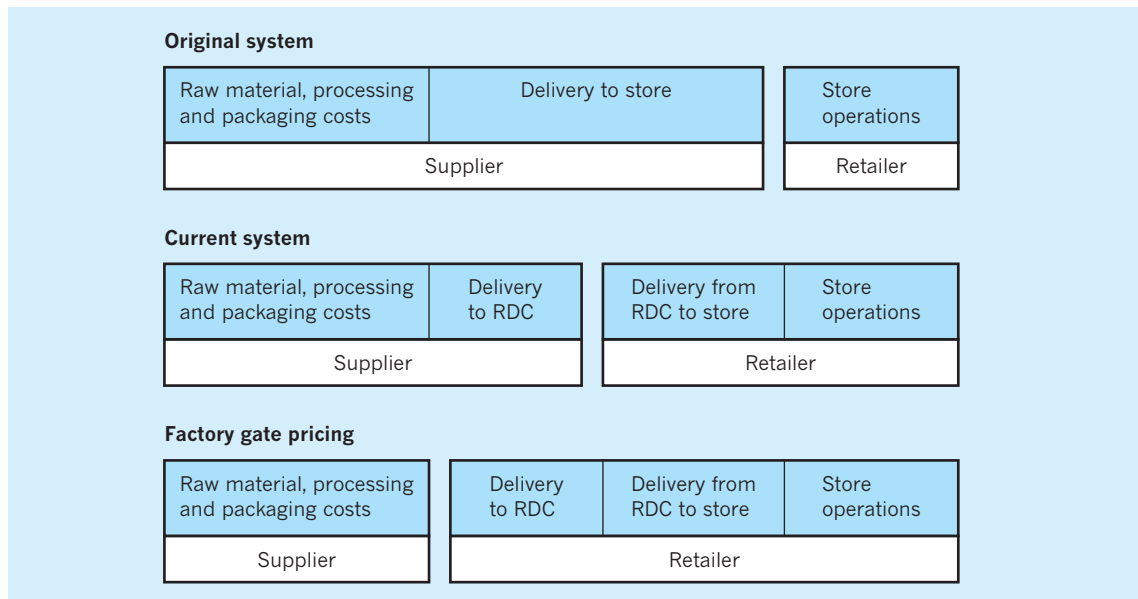 Original system
Raw material, processing
and packaging costs
Delivery to store
Store
operations
Supplier
Retailer
Current system
Raw material, processing
and packaging costs
Delivery
to RDC
Delivery from
RDC to store
Store
operations
Supplier
Retailer
Factory gate pricing
Raw material, processing
and packaging costs
Delivery
to RDC
Delivery from
RDC to store
Store
operations
Supplier
Retailer